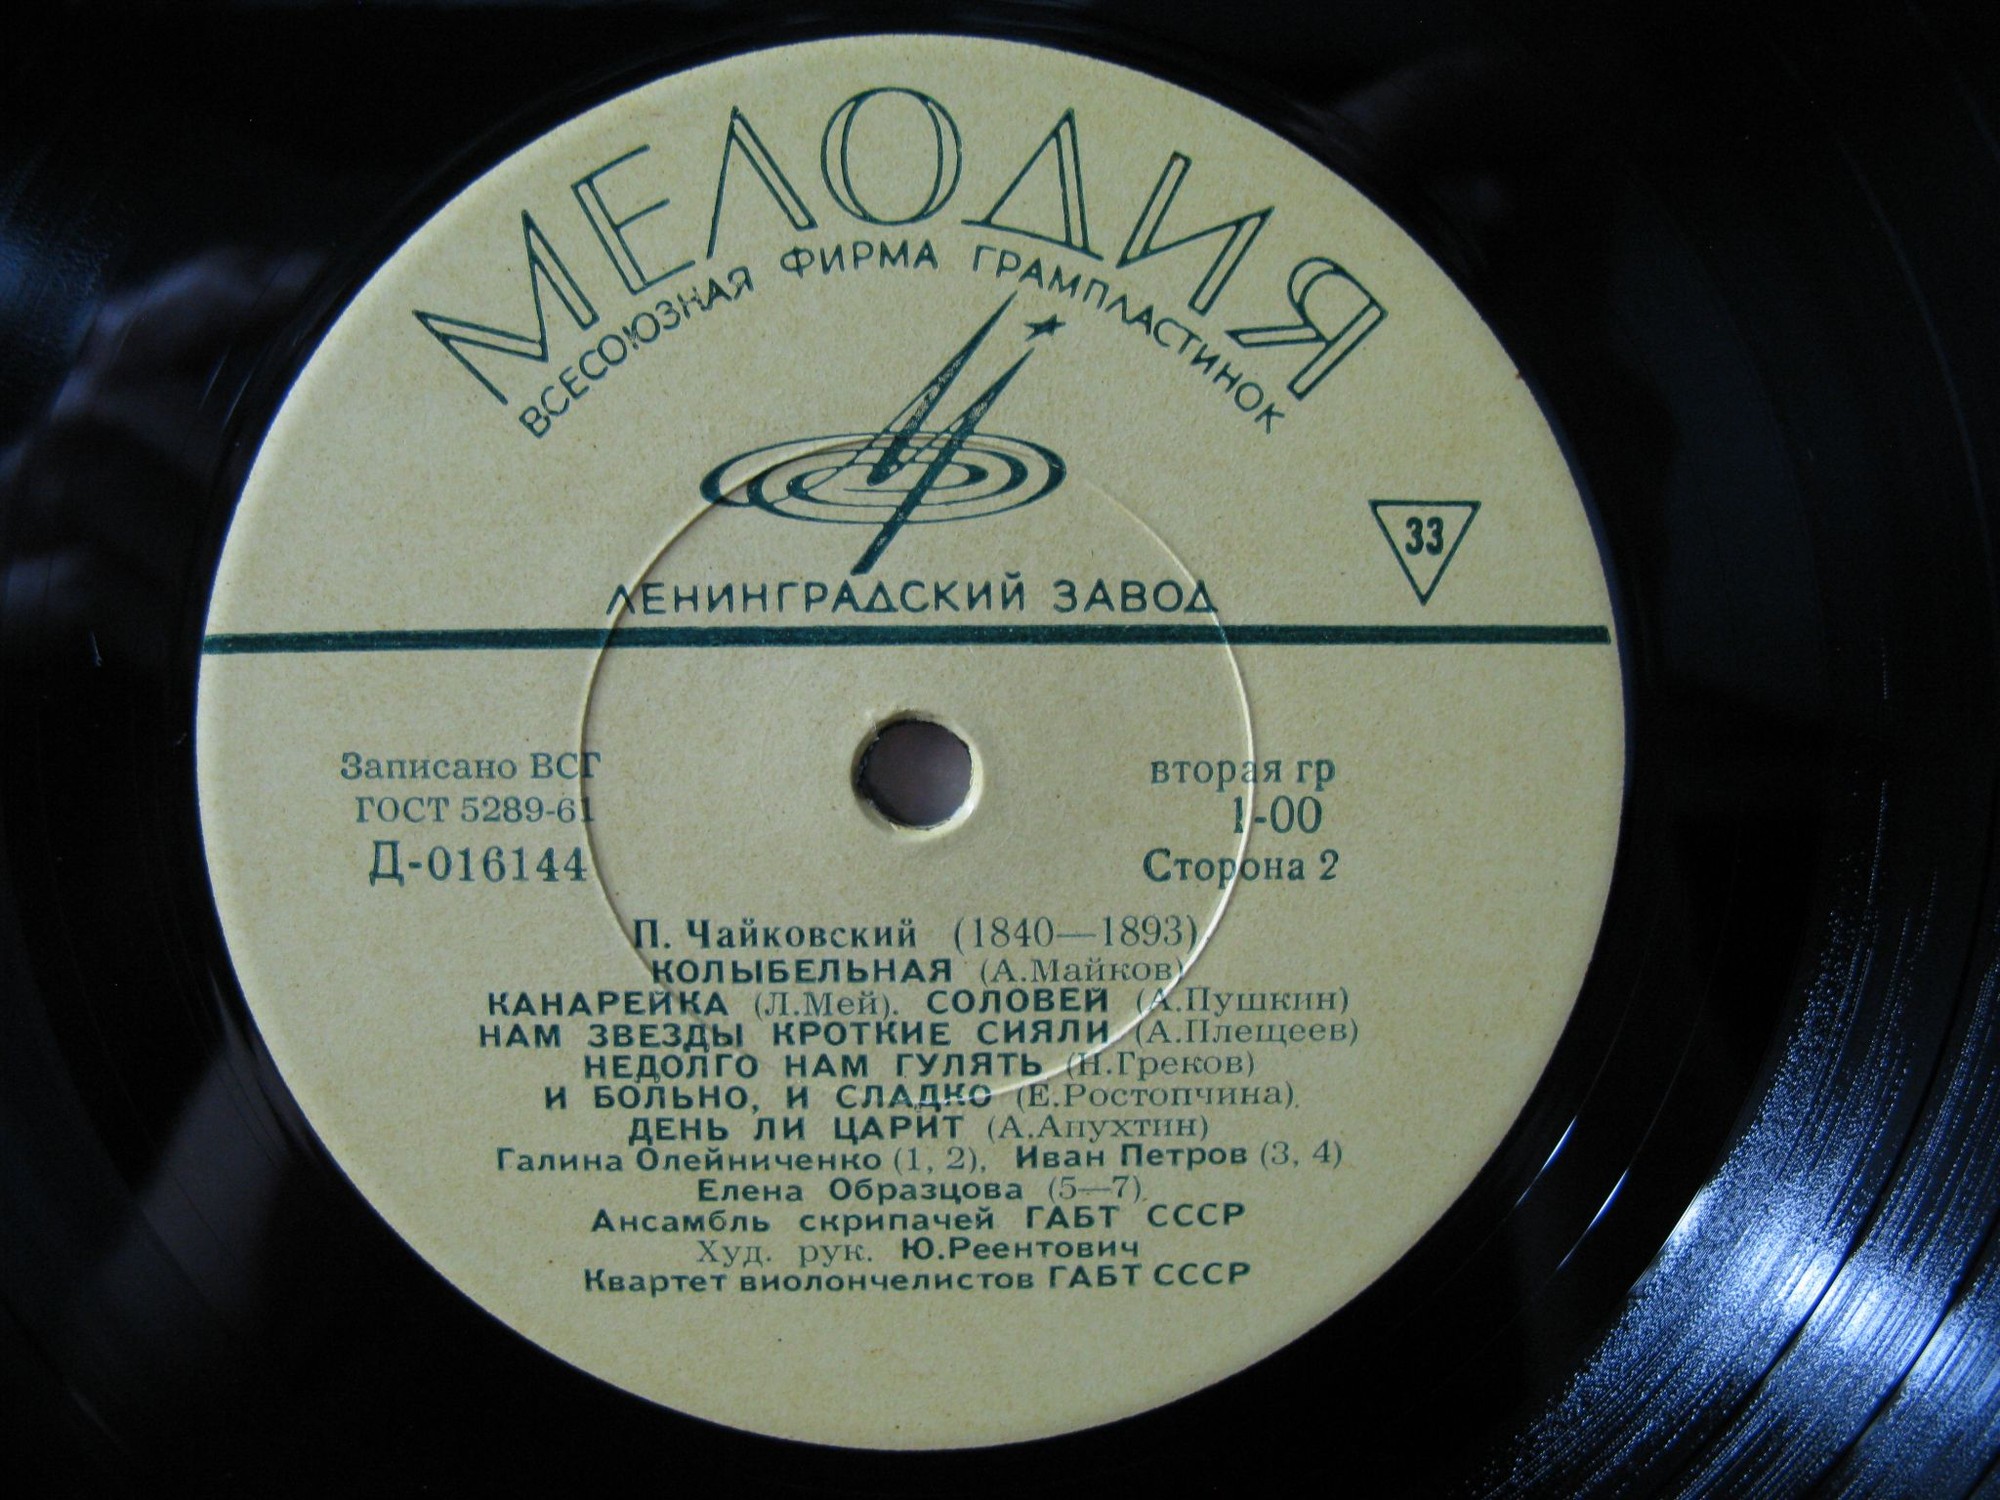 МЕЛОДИЯ
ВСЕСОЮЗНАЯ ФИРМА ГРАМПЛАСТИНОК
33
ЛЕНИНГРАДСКИЙ ЗАВОД
Записано ВСГ
ГОСТ 5289-61
Д-016144
вторая гр
1-00
Сторона 2
П. Чайковский (1840—1893)
КОЛЫБЕЛЬНАЯ (А.Майков)
КАНАРЕЙКА (Л.Мей). СОЛОВЕЙ (А.Пушкин)
НАМ ЗВЕЗДЫ КРОТКИЕ СИЯЛИ (А.Плещеев)
НЕДОЛГО НАМ ГУЛЯТЬ (Н.Греков)
И БОЛЬНО, И СЛАДКО (Е.Ростопчина).
ДЕНЬ ЛИ ЦАРИТ (А.Апухтин)
Галина Олейниченко (1, 2), Иван Петров (3, 4)
Елена Образцова (5—7).
Ансамбль скрипачей ГАБТ СССР
Худ. рук. Ю.Реентович
Квартет виолончелистов ГАБТ СССР